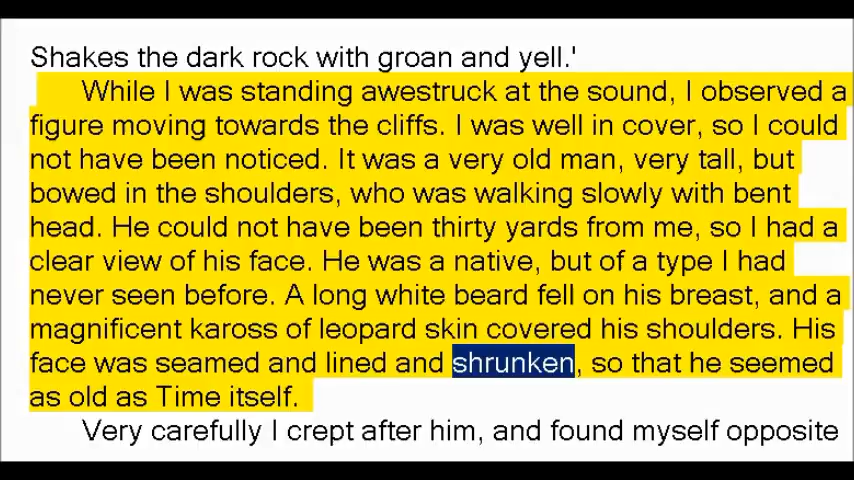 Shakes the dark rock with groan and yell.'
While I was standing awestruck at the sound, I observed a
figure moving towards the cliffs. I was well in cover, so I could
not have been noticed. It was a very old man, very tall, but
bowed in the shoulders, who was walking slowly with bent
head. He could not have been thirty yards from me, so I had a
clear view of his face. He was a native, but of a type I had
never seen before. A long white beard fell on his breast, and a
magnificent kaross of leopard skin covered his shoulders. His
face was seamed and lined and shrunken, so that he seemed
as old as Time itself.
Very carefully I crept after him, and found myself opposite